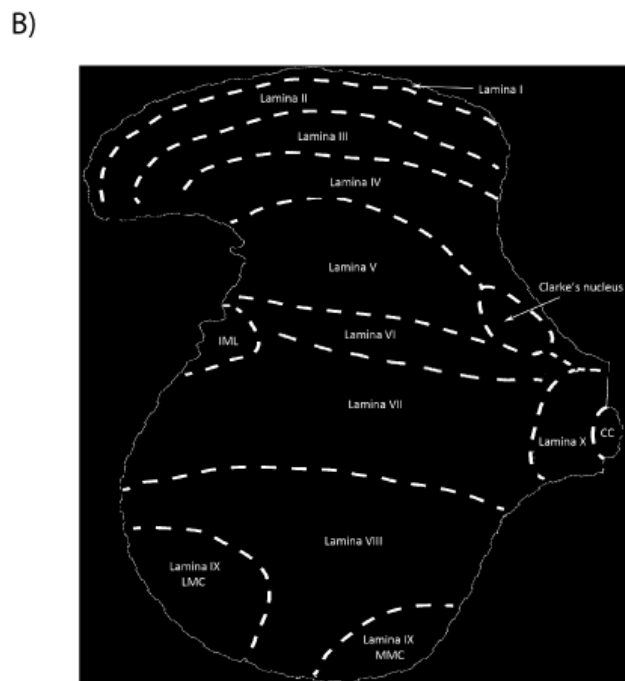 B)
Lamina I
Lamina II
Lamina III
Lamina IV
Lamina V
Clarke's nucleus
Lamina VI
IML
Lamina VII
Lamina X
CC
Lamina VIII
Lamina IX
LMC
Lamina IX
MMC